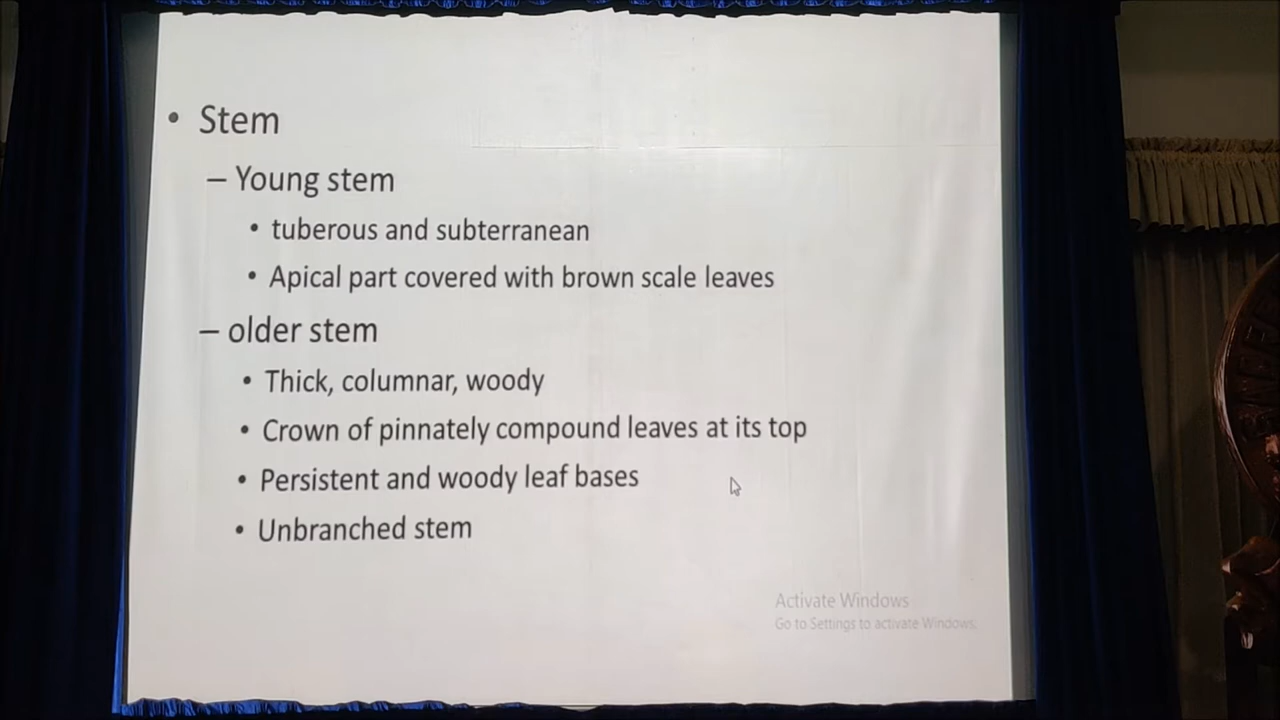 • Stem
– Young stem
• tuberous and subterranean
• Apical part covered with brown scale leaves
– older stem
• Thick, columnar, woody
• Crown of pinnately compound leaves at its top
• Persistent and woody leaf bases
• Unbranched stem
Activate Windows
Go to Settings to activate Windows.